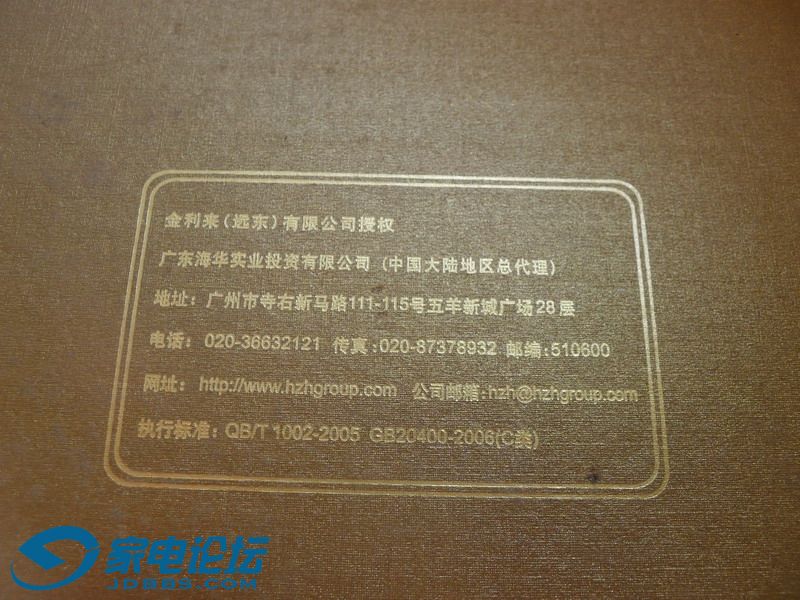 金利来(远东)有限公司授权
广东海华实业投资有限公司 (中国大陆地区总代理)
地址：广州市寺右新马路111-115号五羊新城广场28层
电话：020-36632121 传真:020-87378932 邮编:510600
网址：http://www.hzhgroup.com 公司邮箱:hzh@hzhgroup.com
执行标准：QB/T 1002-2005 GB20400-2006(C类)
家电论坛
JDBBS.COM